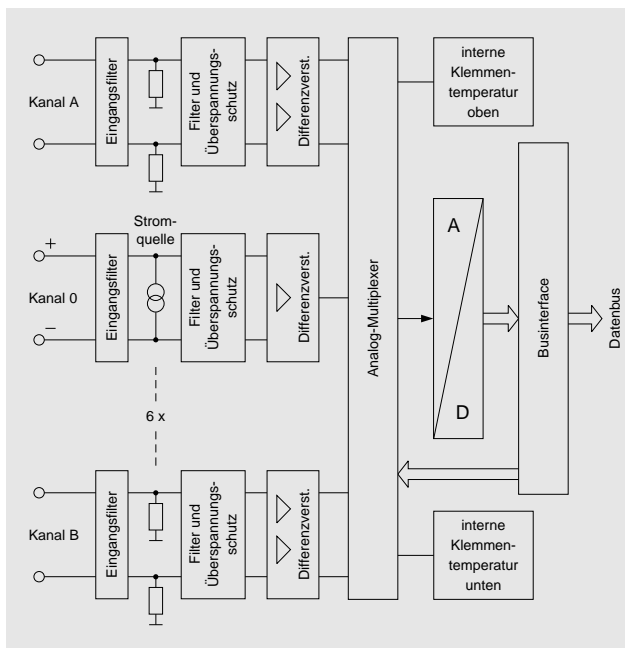 Kanal A
Eingangsfilter
Filter und
Überspannungs-
schutz
Differenzverst.
Analog-Multiplexer
interne
Klemmen-
temperatur
oben
Strom-
quelle
+
Kanal 0
−
Eingangsfilter
Filter und
Überspannungs-
schutz
Differenzverst.
A
D
Businterface
Datenbus
6 x
Kanal B
Eingangsfilter
Filter und
Überspannungs-
schutz
Differenzverst.
interne
Klemmen-
temperatur
unten